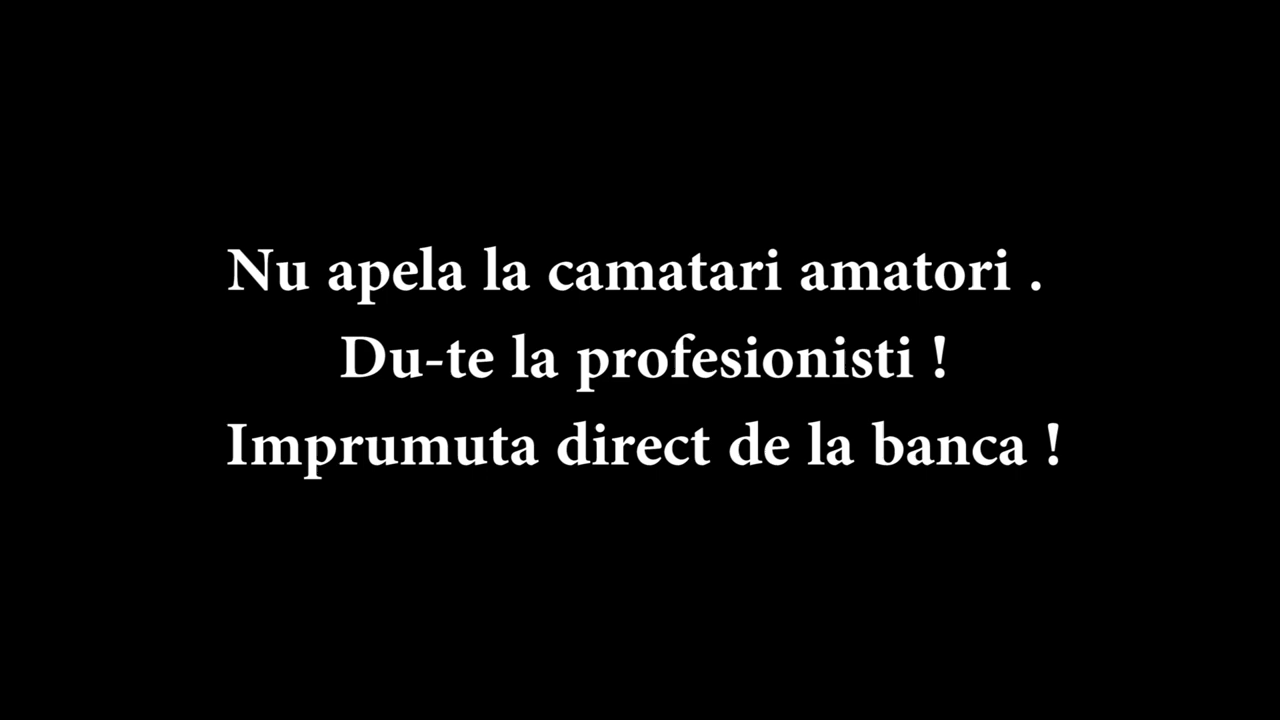 Nu apela la camatari amatori .
Du-te la profesionisti !
Imprumuta direct de la banca !